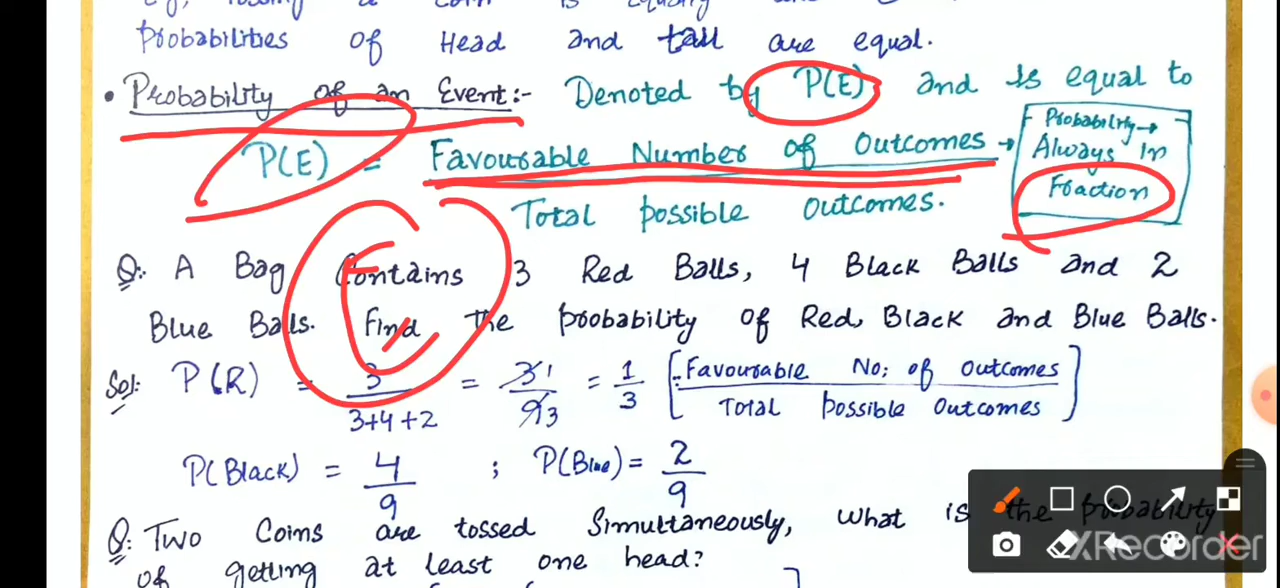 probabilities of Head and tail are equal.
• Probability of an Event:- Denoted by P(E) and Is equal to
P(E) = Favourable Number of Outcomes → [Probability→ Always In Fraction]
Total possible outcomes.
Q:. A Bag Contains 3 Red Balls, 4 Black Balls and 2
Blue Balls. Find the probability of Red, Black and Blue Balls.
Sol: P(R) = 3/3+4+2 = 3 1/9 3 = 1/3 [Favourable No; of outcomes / Total possible outcomes]
P(Black) = 4/9 ; P(Blue) = 2/9
Q: Two Coins are tossed Simultaneously, what is the probability
of getting at least one head?
XRecorder